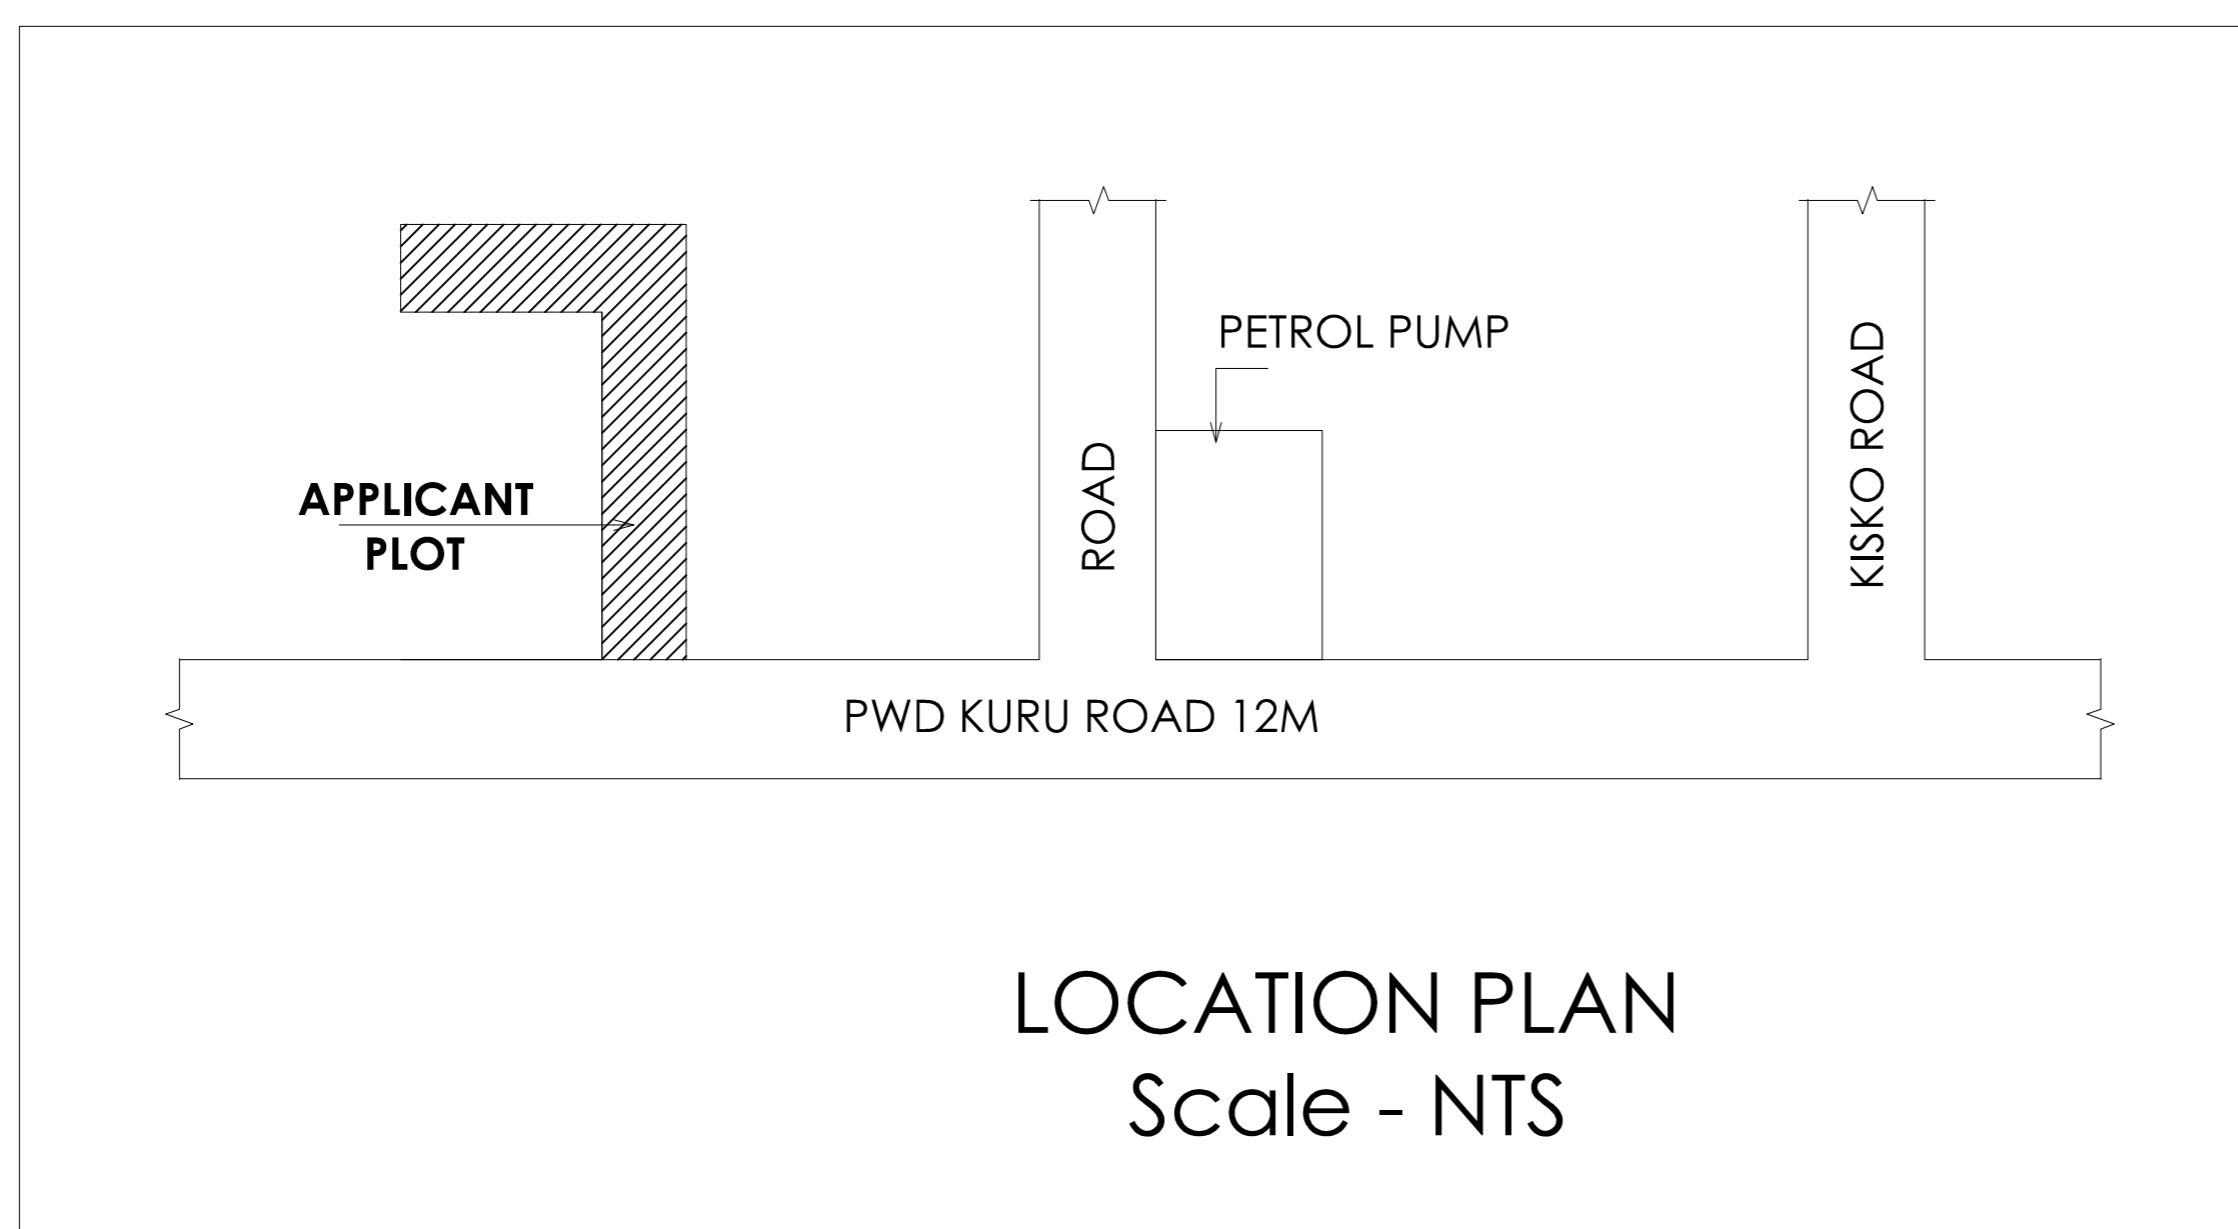 PETROL PUMP
APPLICANT
PLOT
ROAD
KISKO ROAD
PWD KURU ROAD 12M
LOCATION PLAN
Scale - NTS